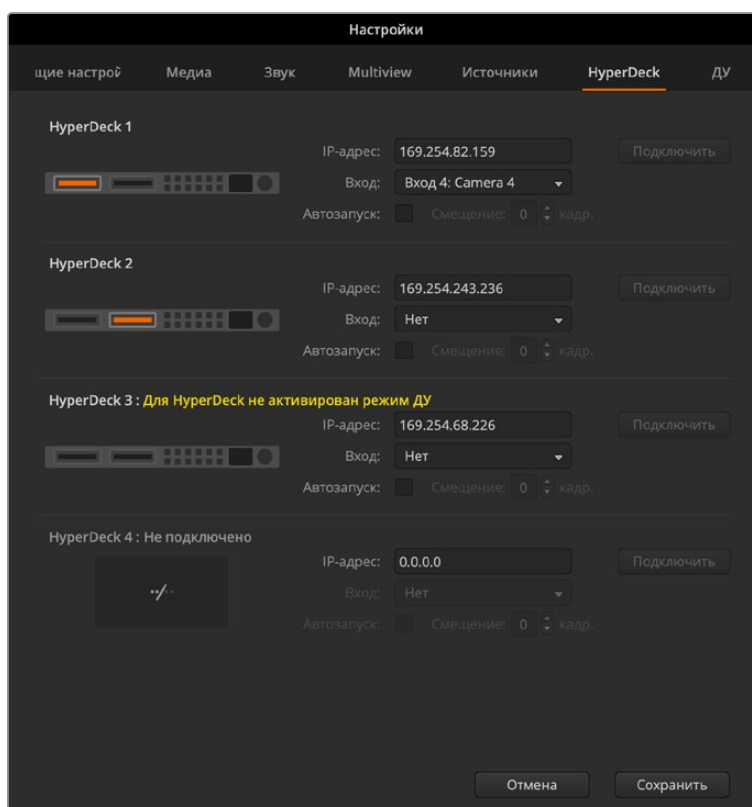 Настройки
щие настрой Медиа Звук Multiview Источники HyperDeck ДУ
HyperDeck 1
IP-адрес: 169.254.82.159 Подключить
Вход: Вход 4: Camera 4
Автозапуск: Смещение: 0 кадр.
HyperDeck 2
IP-адрес: 169.254.243.236 Подключить
Вход: Нет
Автозапуск: Смещение: 0 кадр.
HyperDeck 3 : Для HyperDeck не активирован режим ДУ
IP-адрес: 169.254.68.226 Подключить
Вход: Нет
Автозапуск: Смещение: 0 кадр.
HyperDeck 4 : Не подключено
IP-адрес: 0.0.0.0 Подключить
Вход: Нет
Автозапуск: Смещение: 0 кадр.
Отмена Сохранить